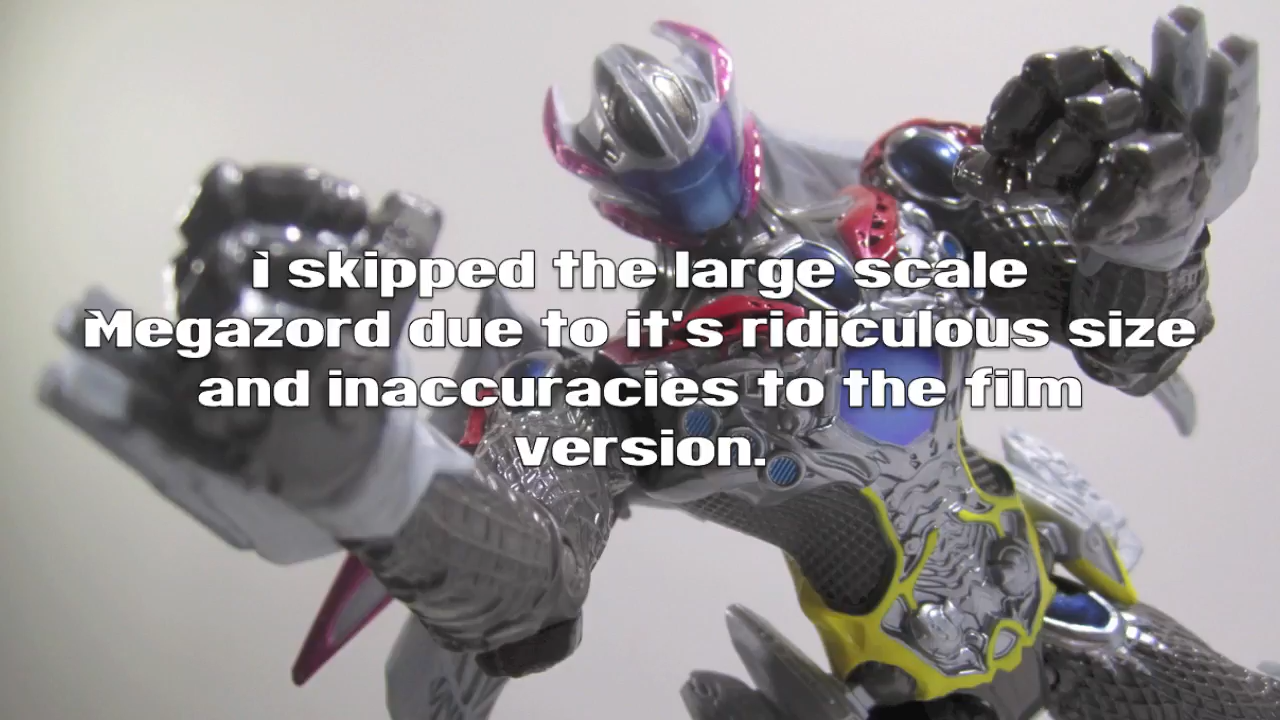 i skipped the large scale
Megazord due to it's ridiculous size
and inaccuracies to the film
version.